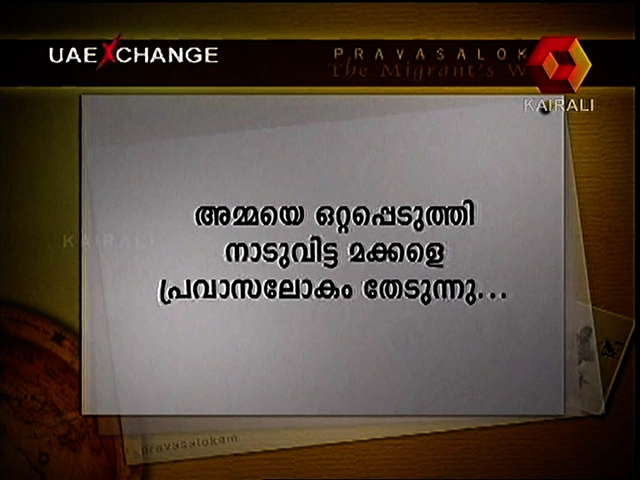 UAE XCHANGE
PRAVASALOK
The Migrant's W
KAIRALI
അമ്മയെ ഒറ്റപ്പെടുത്തി
നാടുവിട്ട മക്കളെ
പ്രവാസലോകം തേടുന്നു...
KAIRALI
pravasalokam